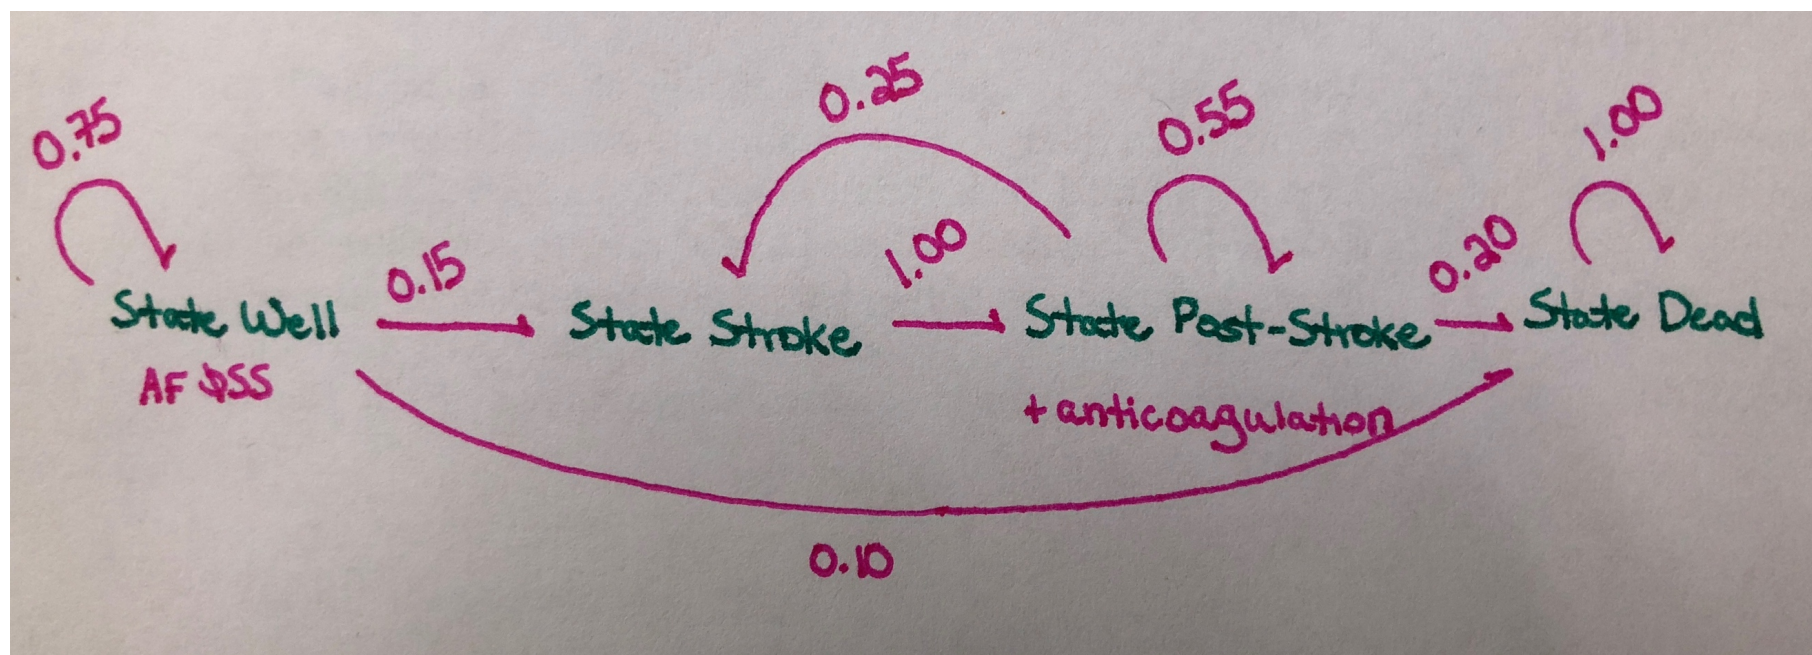 0.75
0.25
0.55
1.00
0.15
1.00
0.20
State Well
State Stroke
State Post-Stroke
State Dead
AF
+ anticoagulation
0.10